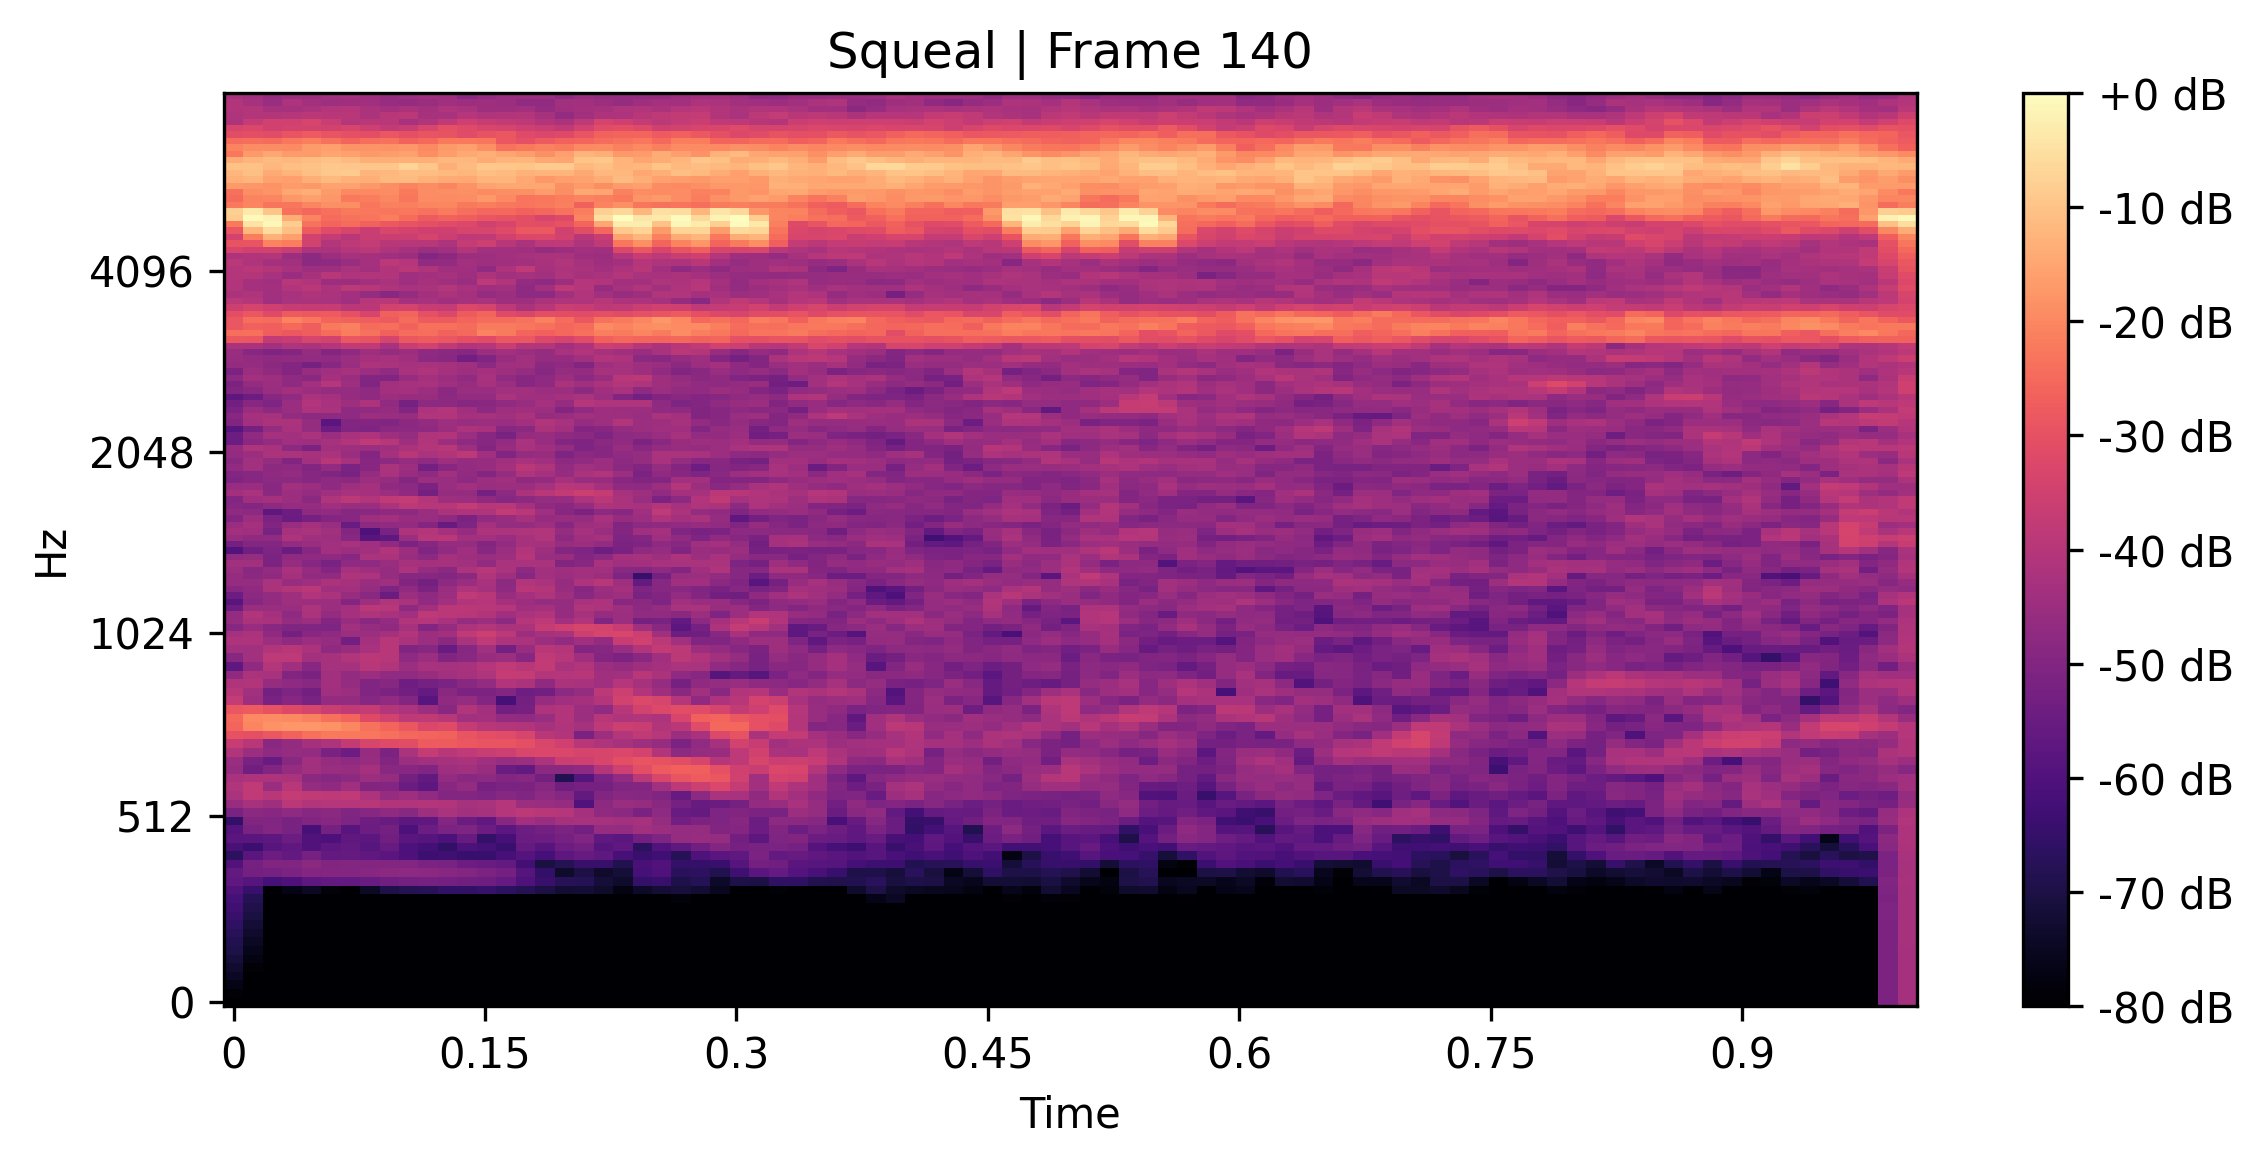 Squeal | Frame 140
Hz
4096
2048
1024
512
0
0 0.15 0.3 0.45 0.6 0.75 0.9
Time
+0 dB
-10 dB
-20 dB
-30 dB
-40 dB
-50 dB
-60 dB
-70 dB
-80 dB